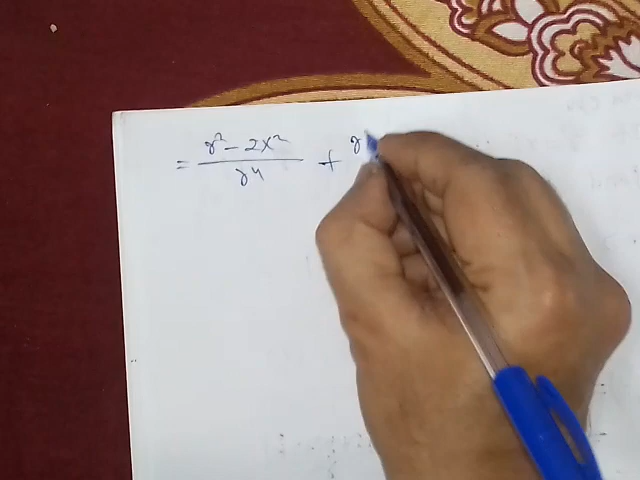 = r² - 2x² / r⁴ + r